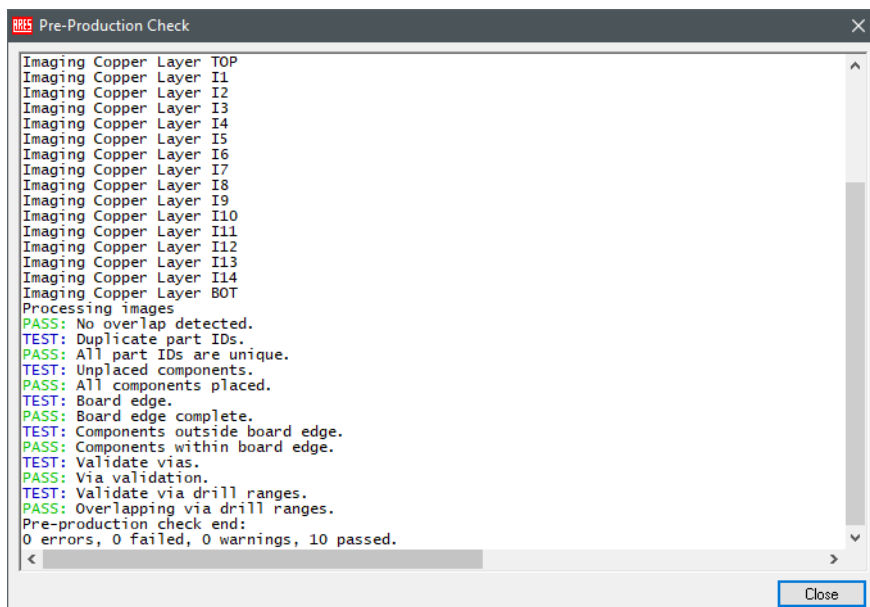 ARES Pre-Production Check
Imaging Copper Layer TOP
Imaging Copper Layer I1
Imaging Copper Layer I2
Imaging Copper Layer I3
Imaging Copper Layer I4
Imaging Copper Layer I5
Imaging Copper Layer I6
Imaging Copper Layer I7
Imaging Copper Layer I8
Imaging Copper Layer I9
Imaging Copper Layer I10
Imaging Copper Layer I11
Imaging Copper Layer I12
Imaging Copper Layer I13
Imaging Copper Layer I14
Imaging Copper Layer BOT
Processing images
PASS: No overlap detected.
TEST: Duplicate part IDs.
PASS: All part IDs are unique.
TEST: Unplaced components.
PASS: All components placed.
TEST: Board edge.
PASS: Board edge complete.
TEST: Components outside board edge.
PASS: Components within board edge.
TEST: Validate vias.
PASS: Via validation.
TEST: Validate via drill ranges.
PASS: Overlapping via drill ranges.
Pre-production check end:
0 errors, 0 failed, 0 warnings, 10 passed.
Close